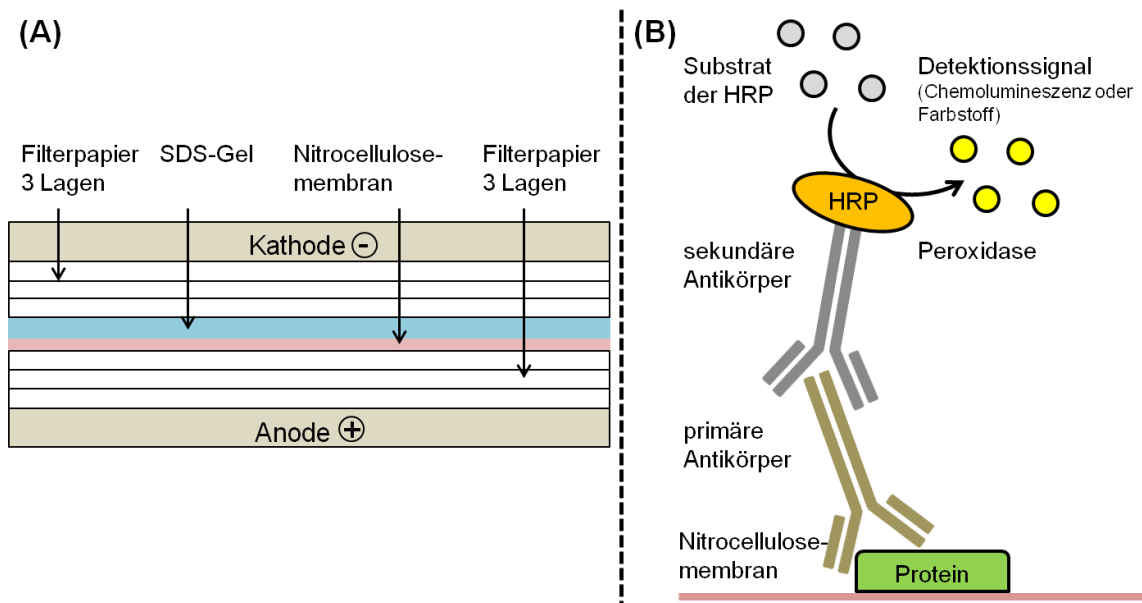 (A)
Filterpapier
3 Lagen
SDS-Gel
Nitrocellulose-
membran
Filterpapier
3 Lagen
Kathode -
Anode +
(B)
Substrat
der HRP
Detektionssignal
(Chemolumineszenz oder
Farbstoff)
HRP
sekundäre
Antikörper
Peroxidase
primäre
Antikörper
Nitrocellulose-
membran
Protein